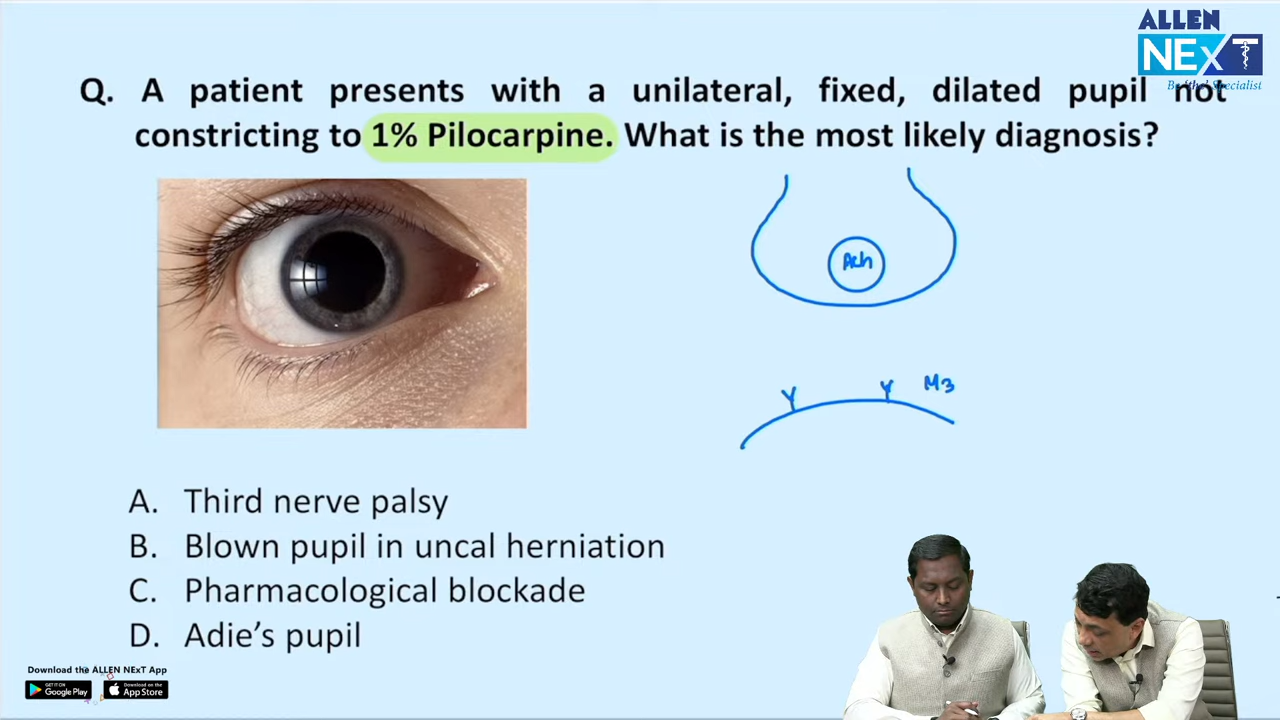 ALLEN
NExT
Be 'the' Specialist
Q. A patient presents with a unilateral, fixed, dilated pupil not
constricting to 1% Pilocarpine. What is the most likely diagnosis?
Ach
M3
A. Third nerve palsy
B. Blown pupil in uncal herniation
C. Pharmacological blockade
D. Adie's pupil
Download the ALLEN NExT App
GET IT ON
Google Play
Download on the
App Store